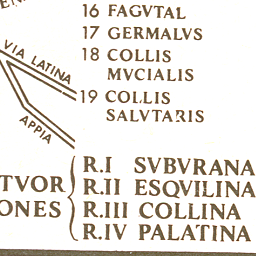 16 FAGVTAL
17 GERMALVS
18 COLLIS
MVCIALIS
19 COLLIS
SALVTARIS
VIA LATINA
APPIA
TVOR
ONES
R.I SVBVRANA
R.II ESQVILINA
R.III COLLINA
R.IV PALATINA